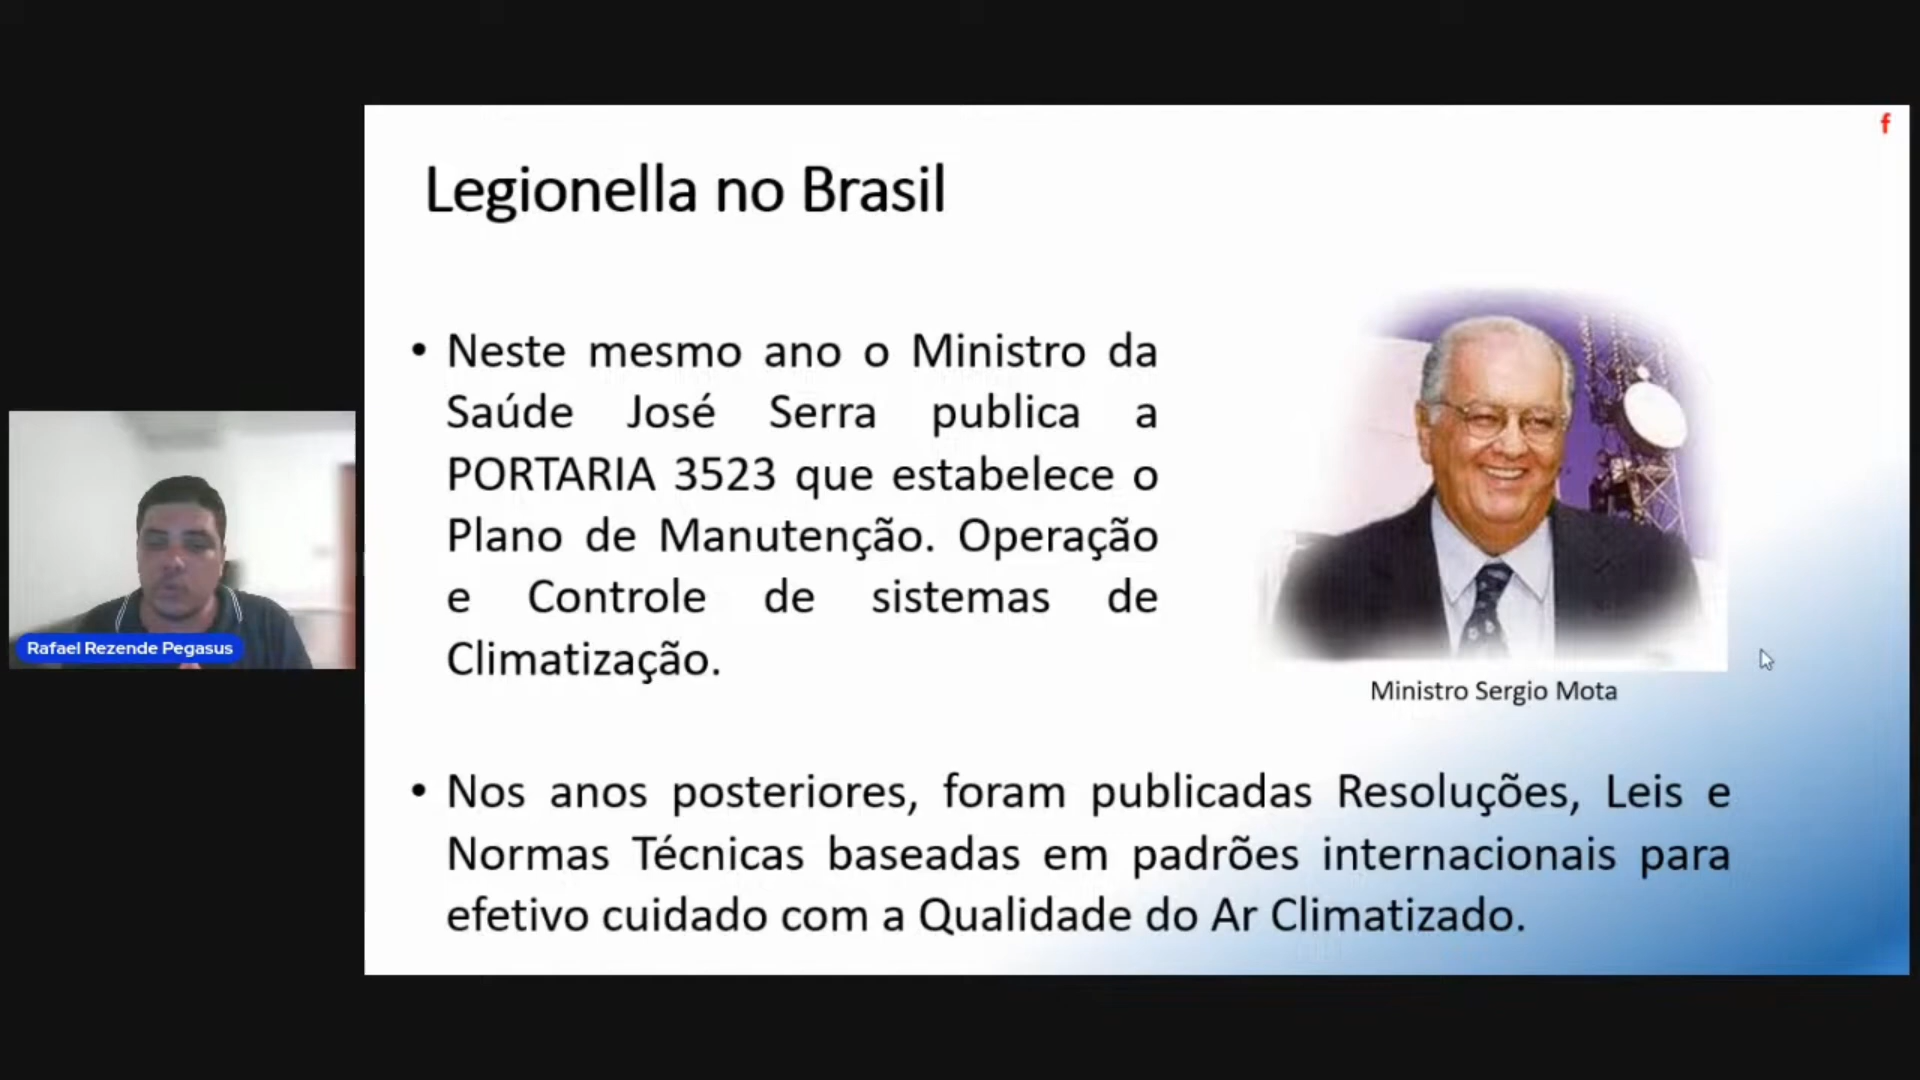 f
Legionella no Brasil
• Neste mesmo ano o Ministro da
Saúde José Serra publica a
PORTARIA 3523 que estabelece o
Plano de Manutenção. Operação
e Controle de sistemas de
Climatização.
Ministro Sergio Mota
• Nos anos posteriores, foram publicadas Resoluções, Leis e
Normas Técnicas baseadas em padrões internacionais para
efetivo cuidado com a Qualidade do Ar Climatizado.
Rafael Rezende Pegasus